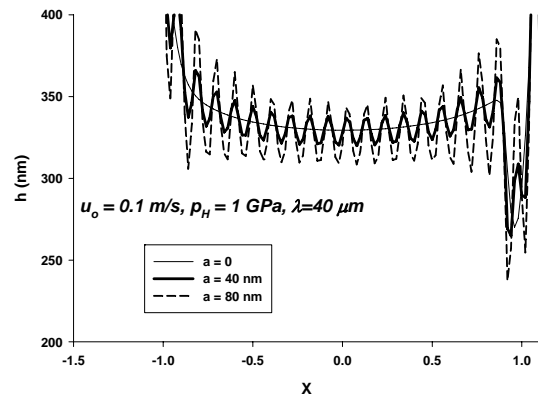 400
350
300
250
200
h (nm)
u_o = 0.1 m/s, p_H = 1 GPa, λ=40 μm
a = 0
a = 40 nm
a = 80 nm
-1.5 -1.0 -0.5 0.0 0.5 1.0
X